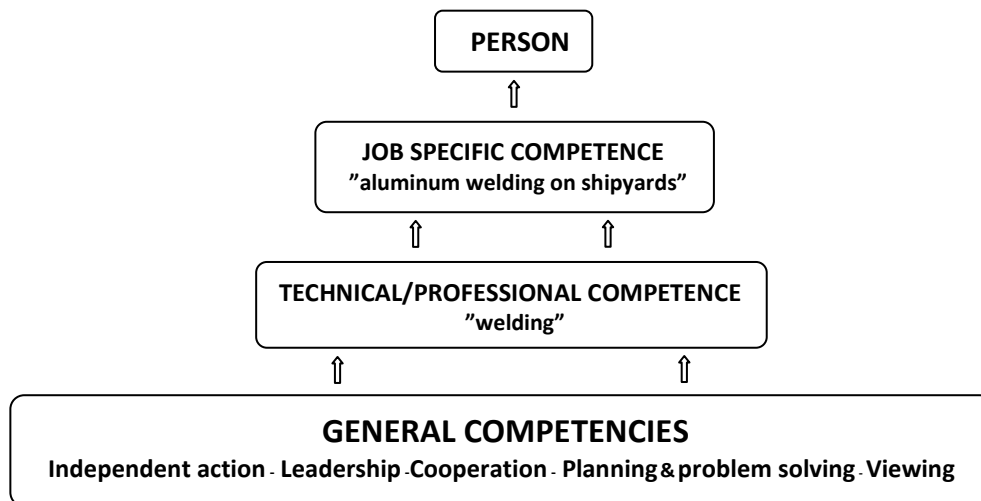 PERSON
JOB SPECIFIC COMPETENCE
”aluminum welding on shipyards”
TECHNICAL/PROFESSIONAL COMPETENCE
”welding”
GENERAL COMPETENCIES
Independent action - Leadership -Cooperation - Planning & problem solving - Viewing